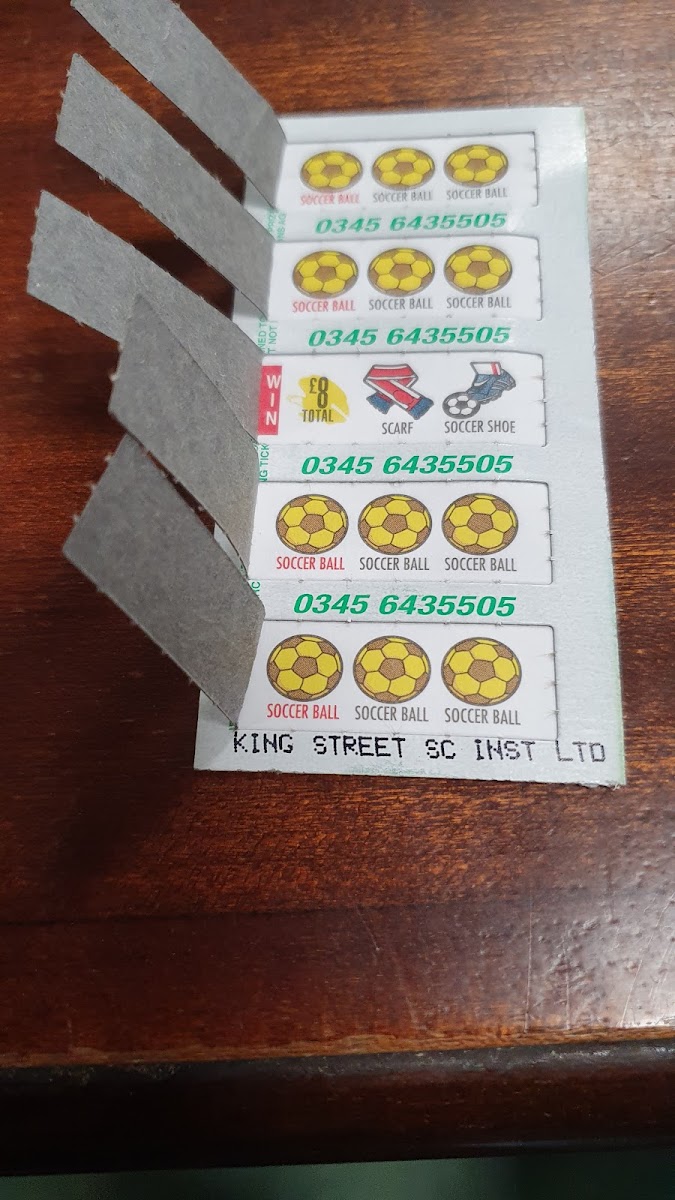 SOCCER BALL SOCCER BALL SOCCER BALL
0345 6435505
SOCCER BALL SOCCER BALL SOCCER BALL
0345 6435505
WIN £8 TOTAL SCARF SOCCER SHOE
0345 6435505
SOCCER BALL SOCCER BALL SOCCER BALL
0345 6435505
SOCCER BALL SOCCER BALL SOCCER BALL
KING STREET SC INST LTD